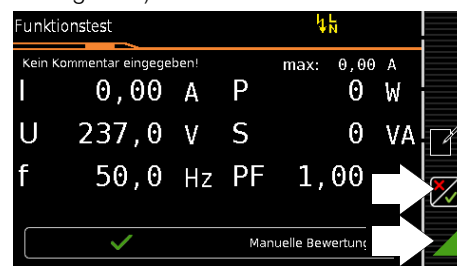 Funktionstest L N
Kein Kommentar eingegeben! max: 0,00 A
I 0,00 A P 0 W
U 237,0 V S 0 VA
f 50,0 Hz PF 1,00
Manuelle Bewertung